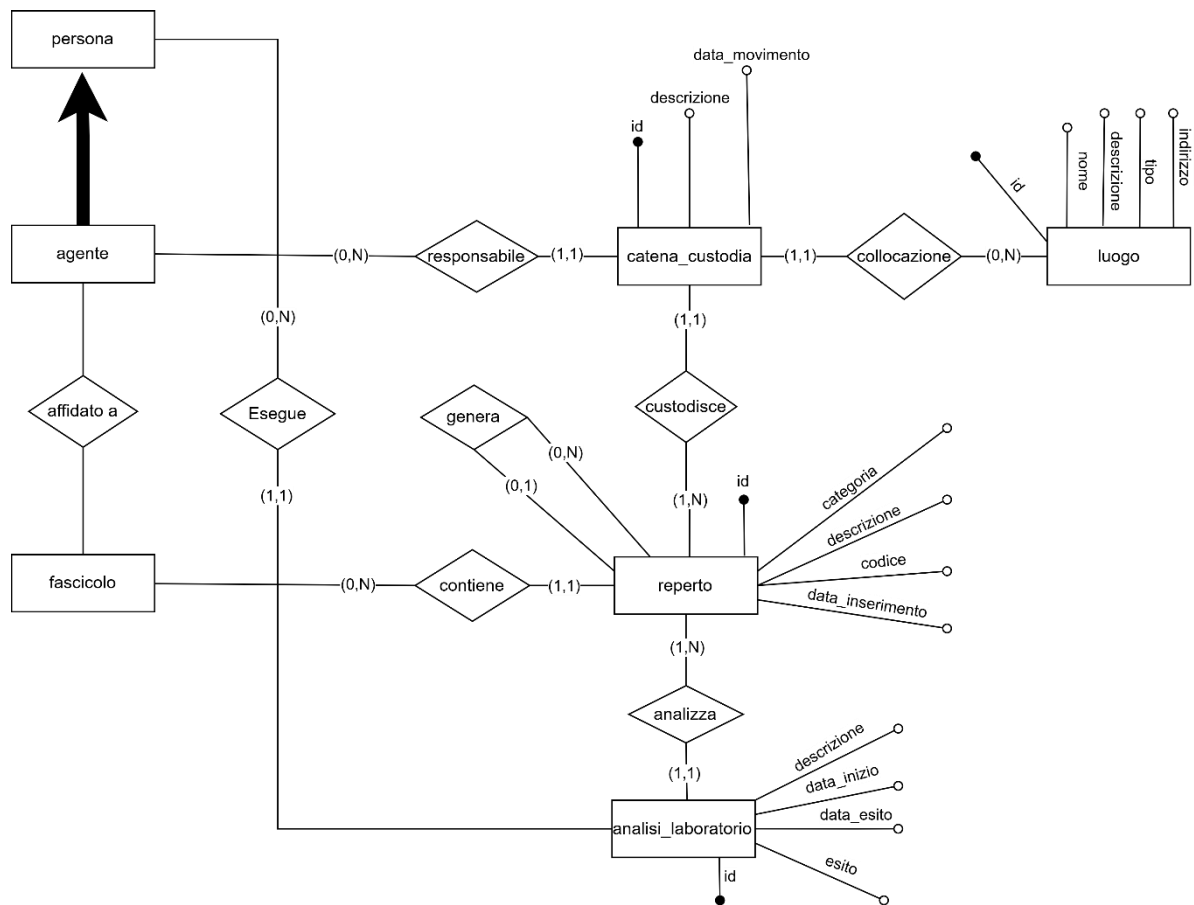 persona
data_movimento
descrizione
id
id
nome
descrizione
tipo
indirizzo
agente
(0,N)
responsabile
(1,1)
catena_custodia
(1,1)
collocazione
(0,N)
luogo
(0,N)
(1,1)
affidato a
Esegue
genera
custodisce
(0,N)
(0,1)
(1,1)
(1,N)
id
categoria
descrizione
codice
data_inserimento
fascicolo
(0,N)
contiene
(1,1)
reperto
(1,N)
analizza
(1,1)
descrizione
data_inizio
data_esito
esito
analisi_laboratorio
id